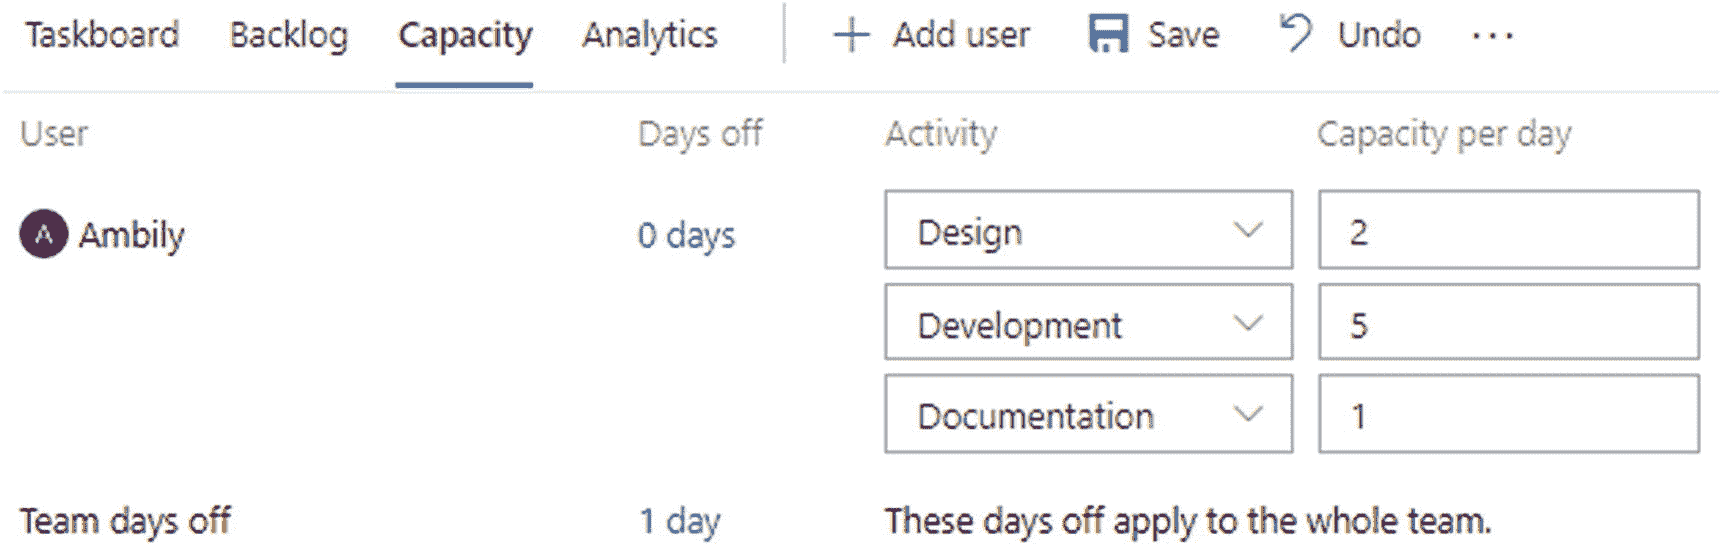 Taskboard Backlog Capacity Analytics + Add user Save Undo ...
User Days off Activity Capacity per day
A Ambily 0 days Design 2
Development 5
Documentation 1
Team days off 1 day These days off apply to the whole team.